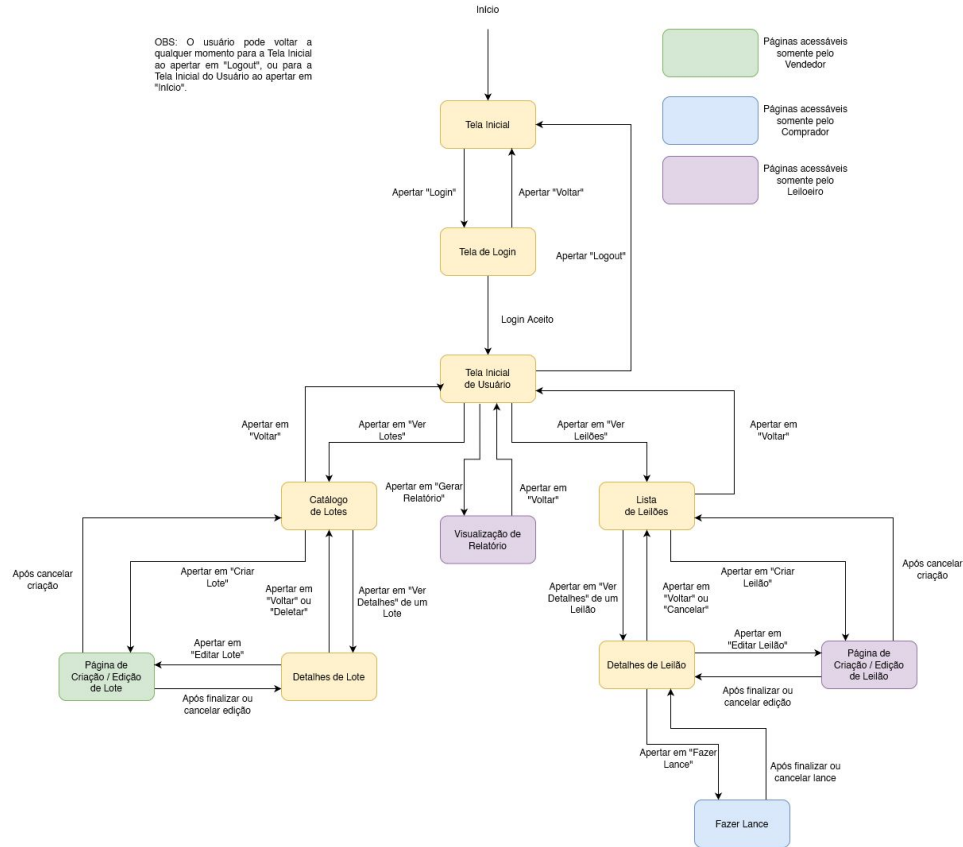 Início
OBS: O usuário pode voltar a
qualquer momento para a Tela Inicial
ao apertar em "Logout", ou para a
Tela Inicial do Usuário ao apertar em
"Início".
Páginas acessáveis
somente pelo
Vendedor
Páginas acessáveis
somente pelo
Comprador
Páginas acessáveis
somente pelo
Leiloeiro
Tela Inicial
Apertar "Login"
Apertar "Voltar"
Tela de Login
Apertar "Logout"
Login Aceito
Tela Inicial
de Usuário
Apertar em
"Voltar"
Apertar em "Ver
Lotes"
Apertar em "Ver
Leilões"
Apertar em
"Voltar"
Apertar em "Gerar
Relatório"
Apertar em
"Voltar"
Catálogo
de Lotes
Visualização de
Relatório
Lista
de Leilões
Após cancelar
criação
Apertar em "Criar
Lote"
Apertar em
"Voltar" ou
"Deletar"
Apertar em "Ver
Detalhes" de um
Lote
Apertar em "Ver
Detalhes" de um
Leilão
Apertar em
"Voltar" ou
"Cancelar"
Apertar em "Criar
Leilão"
Após cancelar
criação
Página de
Criação / Edição
de Lote
Apertar em
"Editar Lote"
Após finalizar ou
cancelar edição
Detalhes de Lote
Detalhes de Leilão
Apertar em
"Editar Leilão"
Após finalizar ou
cancelar edição
Página de
Criação / Edição
de Leilão
Apertar em "Fazer
Lance"
Após finalizar ou
cancelar lance
Fazer Lance